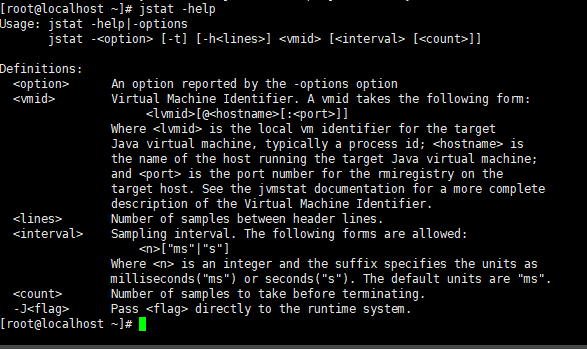 [root@localhost ~]# jstat -help
Usage: jstat -help|-options
       jstat -<option> [-t] [-h<lines>] <vmid> [<interval> [<count>]]

Definitions:
  <option>      An option reported by the -options option
  <vmid>        Virtual Machine Identifier. A vmid takes the following form:
                     <lvmid>[@<hostname>[:<port>]]
                Where <lvmid> is the local vm identifier for the target
                Java virtual machine, typically a process id; <hostname> is
                the name of the host running the target Java virtual machine;
                and <port> is the port number for the rmiregistry on the
                target host. See the jvmstat documentation for a more complete
                description of the Virtual Machine Identifier.
  <lines>       Number of samples between header lines.
  <interval>    Sampling interval. The following forms are allowed:
                    <n>["ms"|"s"]
                Where <n> is an integer and the suffix specifies the units as
                milliseconds("ms") or seconds("s"). The default units are "ms".
  <count>       Number of samples to take before terminating.
  -J<flag>      Pass <flag> directly to the runtime system.
[root@localhost ~]#